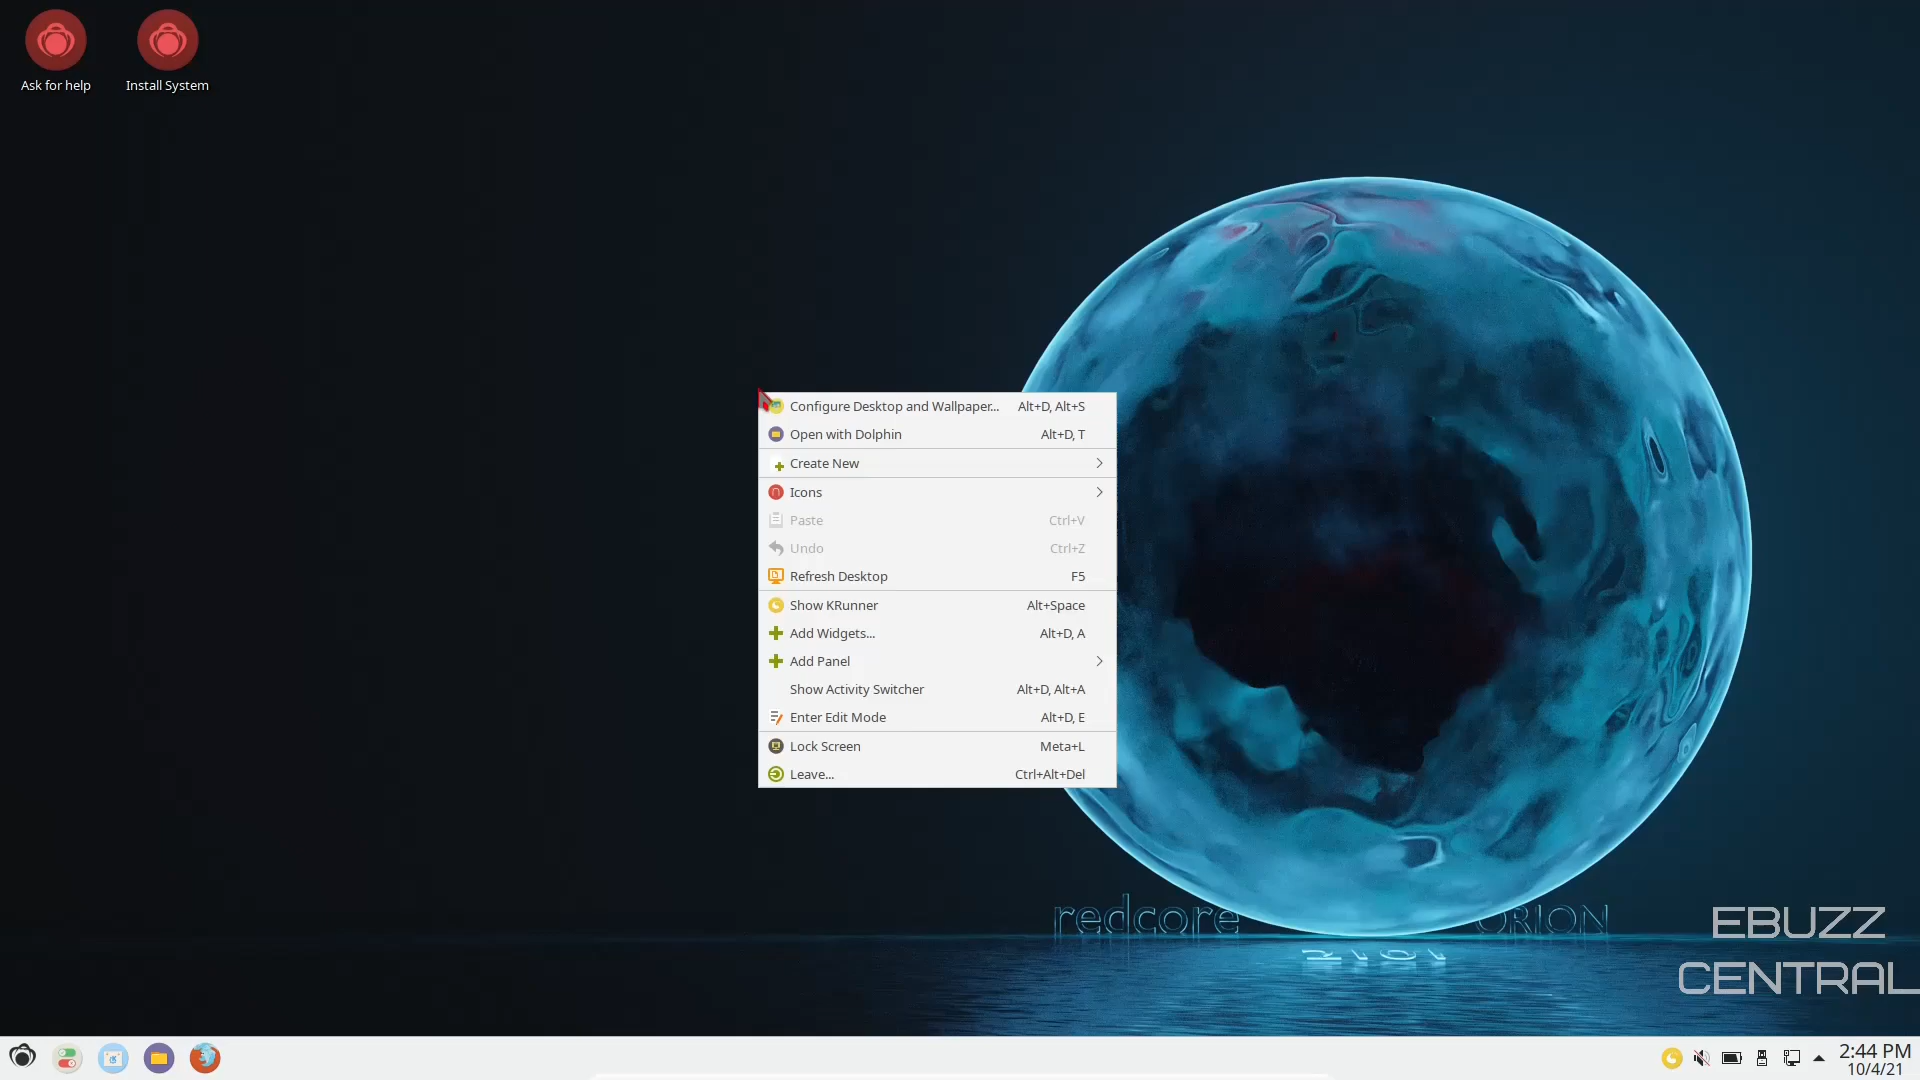 Ask for help
Install System
Configure Desktop and Wallpaper... Alt+D, Alt+S
Open with Dolphin Alt+D, T
Create New
Icons
Paste Ctrl+V
Undo Ctrl+Z
Refresh Desktop F5
Show KRunner Alt+Space
Add Widgets... Alt+D, A
Add Panel
Show Activity Switcher Alt+D, Alt+A
Enter Edit Mode Alt+D, E
Lock Screen Meta+L
Leave... Ctrl+Alt+Del
redcore ORION
2101
EBUZZ
CENTRAL
2:44 PM
10/4/21